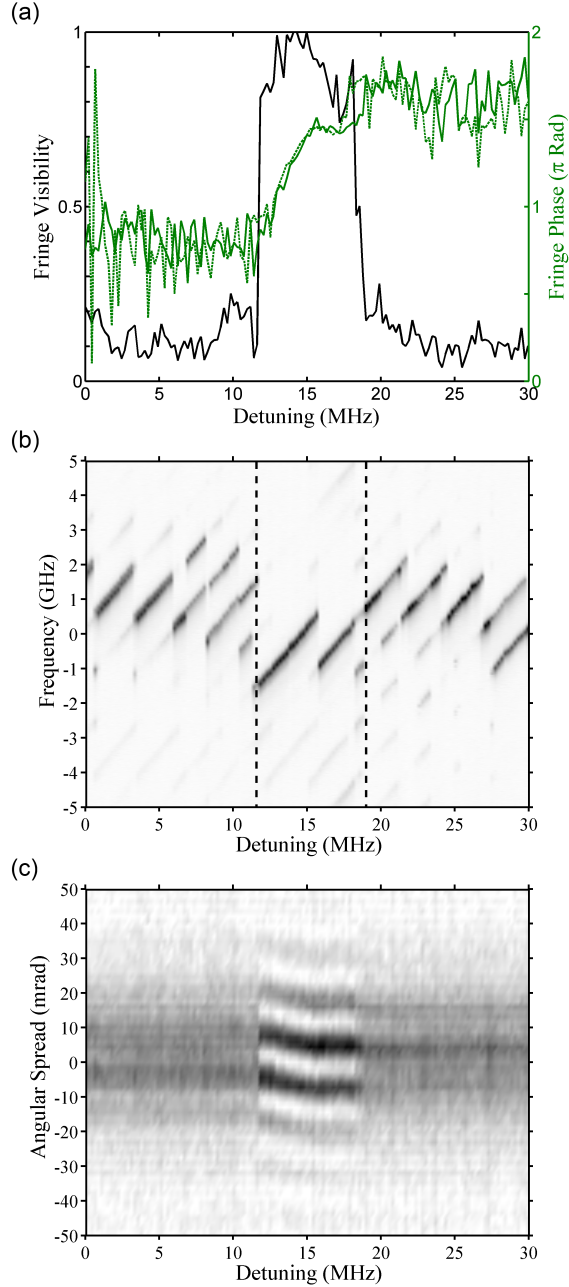 (a)
1
0.5
0
Fringe Visibility
2
1
0
Fringe Phase (π Rad)
0 5 10 15 20 25 30
Detuning (MHz)
(b)
5
4
3
2
1
0
-1
-2
-3
-4
-5
Frequency (GHz)
0 5 10 15 20 25 30
Detuning (MHz)
(c)
50
40
30
20
10
0
-10
-20
-30
-40
-50
Angular Spread (mrad)
0 5 10 15 20 25 30
Detuning (MHz)